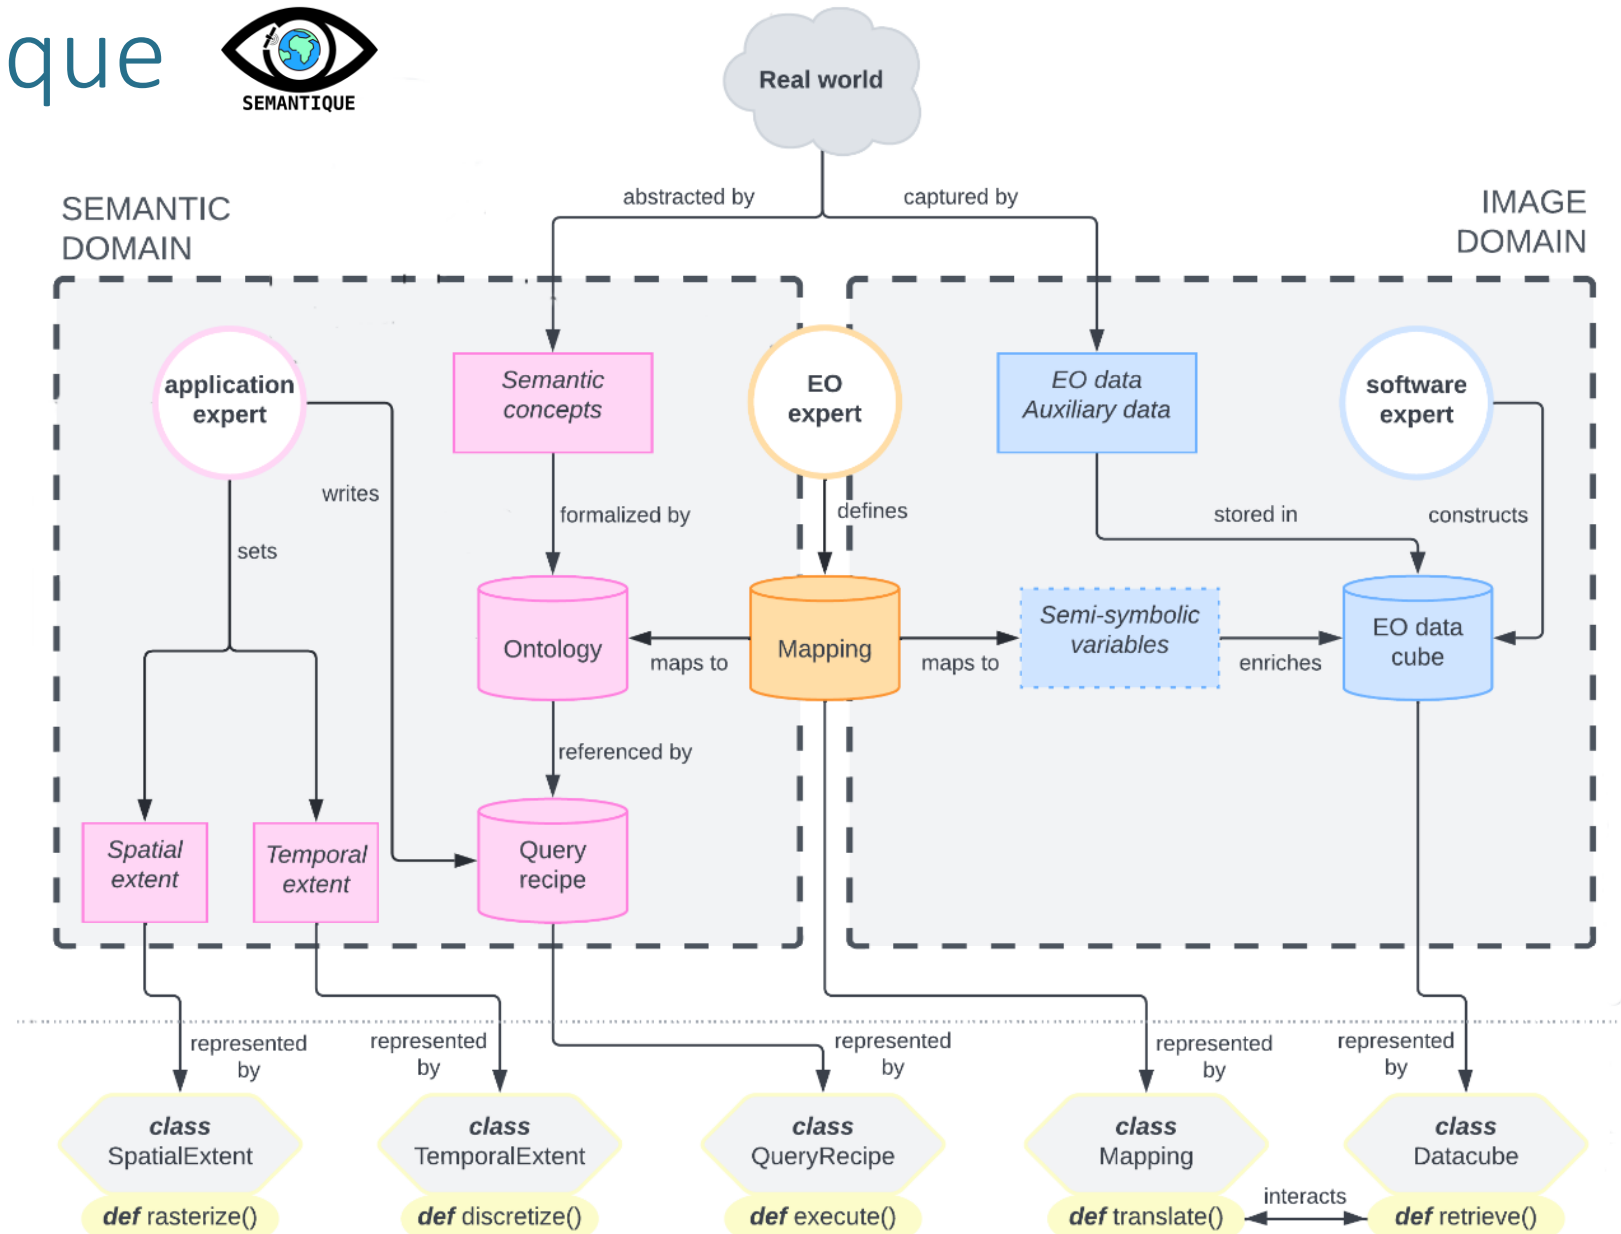 que
SEMANTIQUE
Real world
abstracted by
captured by
SEMANTIC
DOMAIN
IMAGE
DOMAIN
application
expert
Semantic
concepts
EO
expert
EO data
Auxiliary data
software
expert
writes
formalized by
defines
stored in
constructs
sets
Ontology
maps to
Mapping
maps to
Semi-symbolic
variables
enriches
EO data
cube
referenced by
Spatial
extent
Temporal
extent
Query
recipe
represented
by
represented
by
represented
by
represented
by
represented
by
class
SpatialExtent
def rasterize()
class
TemporalExtent
def discretize()
class
QueryRecipe
def execute()
class
Mapping
def translate()
interacts
class
Datacube
def retrieve()